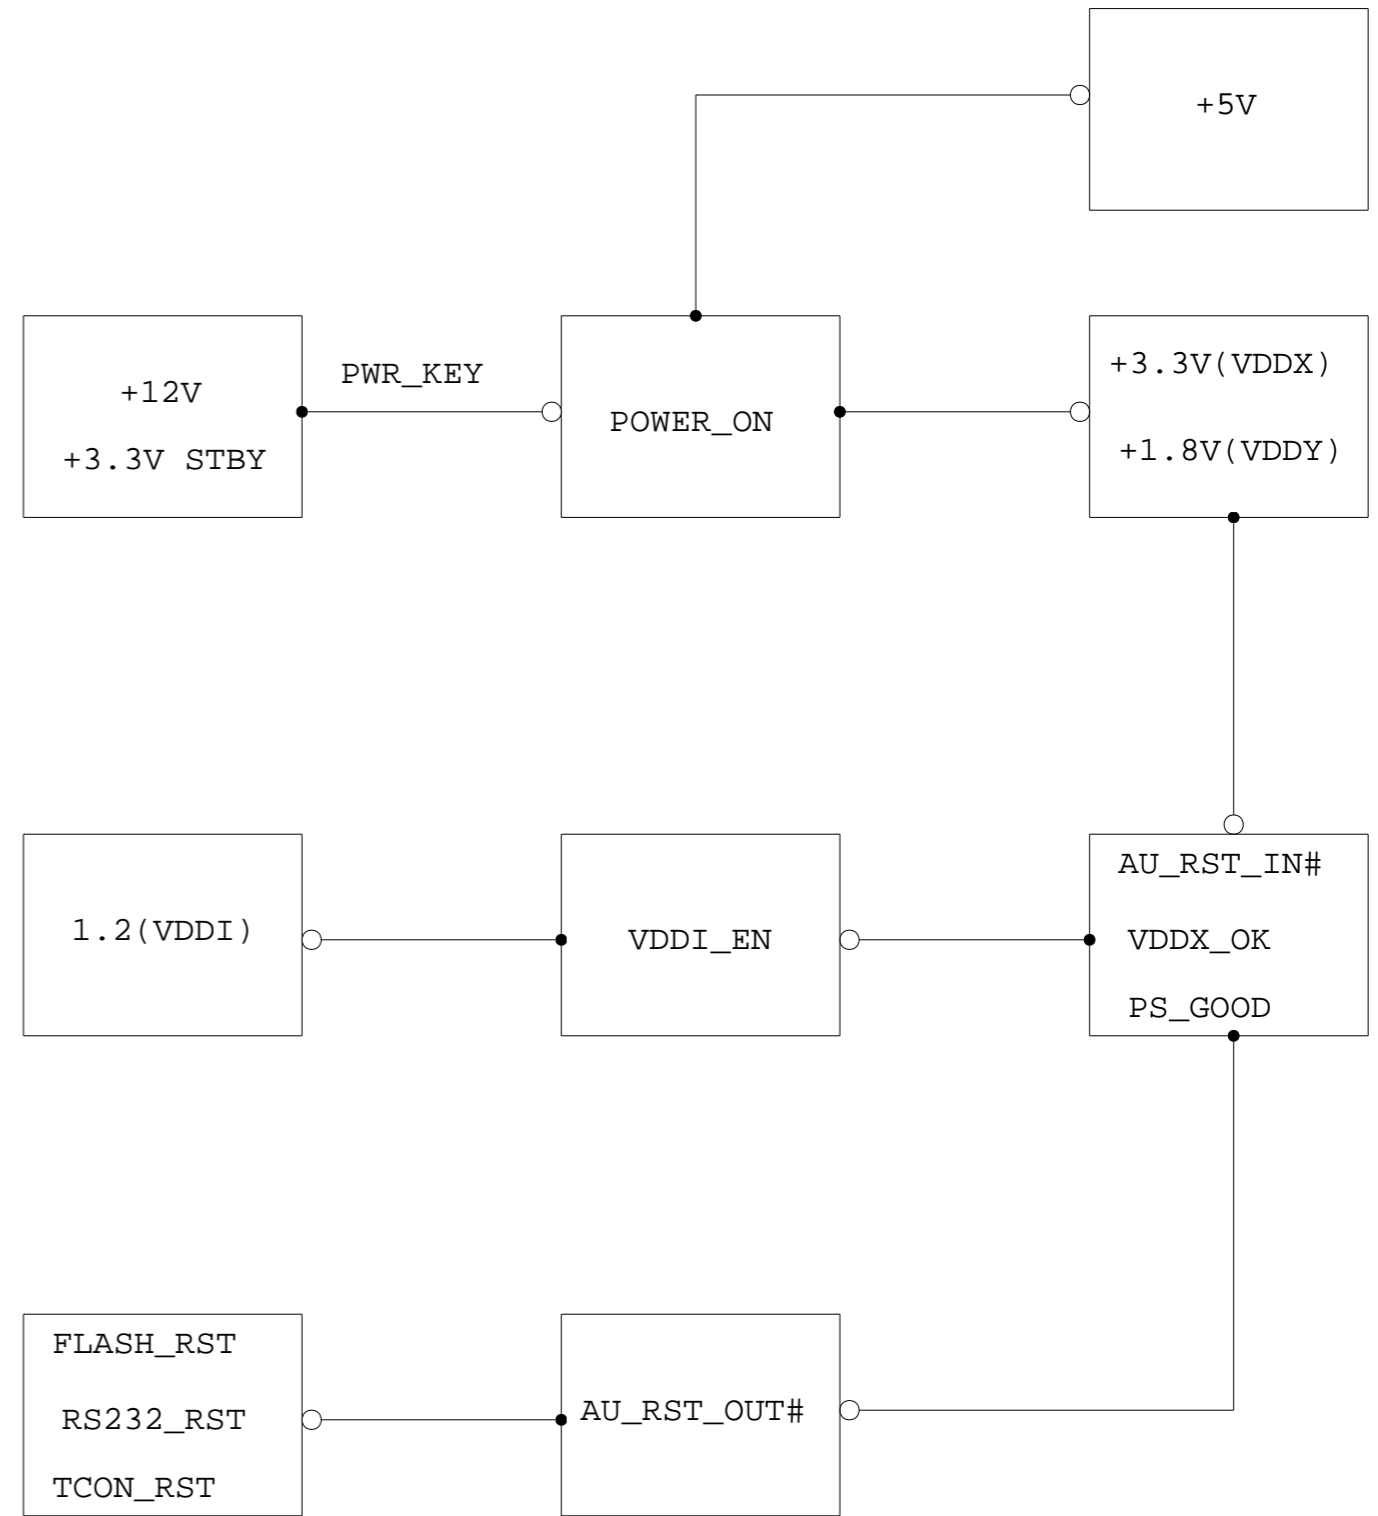 +5V
+12V
+3.3V STBY
PWR_KEY
POWER_ON
+3.3V(VDDX)
+1.8V(VDDY)
1.2(VDDI)
VDDI_EN
AU_RST_IN#
VDDX_OK
PS_GOOD
FLASH_RST
RS232_RST
TCON_RST
AU_RST_OUT#